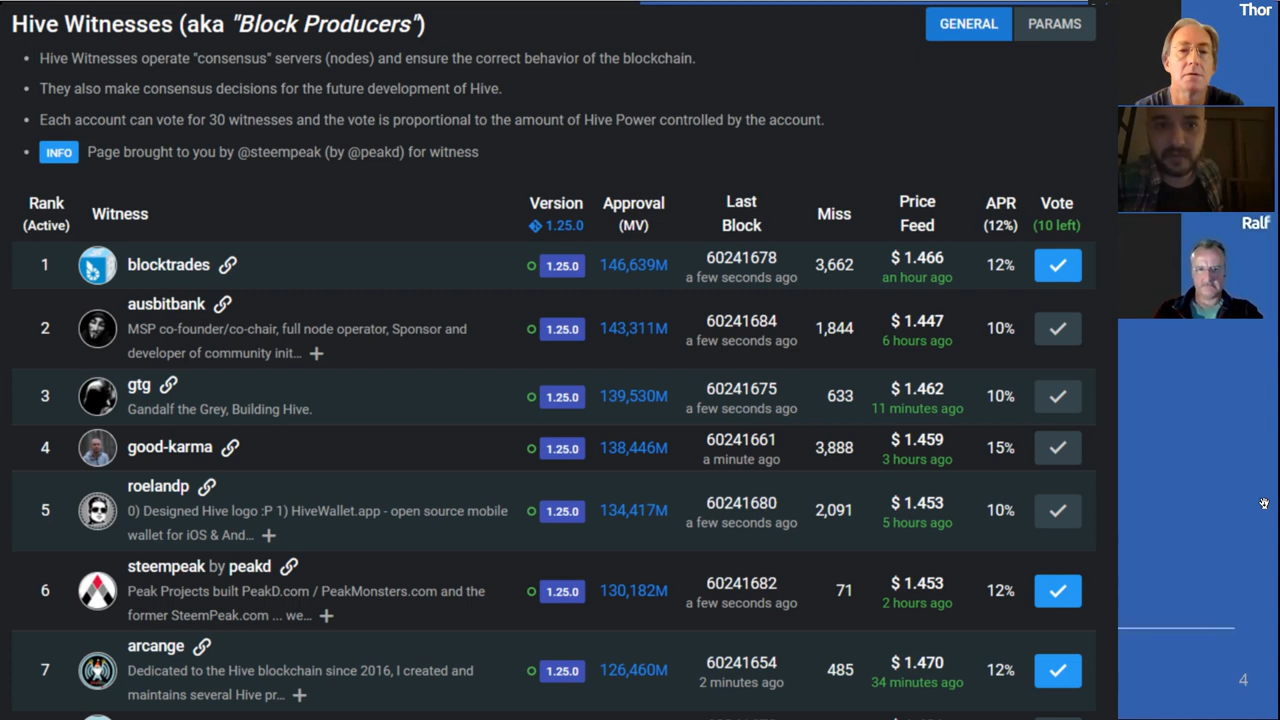 Hive Witnesses (aka "Block Producers")
GENERAL
PARAMS
Thor
Hive Witnesses operate "consensus" servers (nodes) and ensure the correct behavior of the blockchain.
They also make consensus decisions for the future development of Hive.
Each account can vote for 30 witnesses and the vote is proportional to the amount of Hive Power controlled by the account.
INFO Page brought to you by @steempeak (by @peakd) for witness
Rank (Active)
Witness
Version 1.25.0
Approval (MV)
Last Block
Miss
Price Feed
APR (12%)
Vote (10 left)
Ralf
1 blocktrades 1.25.0 146,639M 60241678 3,662 $ 1.466 12%
a few seconds ago an hour ago
ausbitbank
2 MSP co-founder/co-chair, full node operator, Sponsor and 1.25.0 143,311M 60241684 1,844 $ 1.447 10%
developer of community init... + a few seconds ago 6 hours ago
3 gtg 1.25.0 139,530M 60241675 633 $ 1.462 10%
Gandalf the Grey, Building Hive. a few seconds ago 11 minutes ago
4 good-karma 1.25.0 138,446M 60241661 3,888 $ 1.459 15%
a minute ago 3 hours ago
roelandp
5 0) Designed Hive logo :P 1) HiveWallet.app - open source mobile 1.25.0 134,417M 60241680 2,091 $ 1.453 10%
wallet for iOS & And... + a few seconds ago 5 hours ago
steempeak by peakd
6 Peak Projects built PeakD.com / PeakMonsters.com and the 1.25.0 130,182M 60241682 71 $ 1.453 12%
former SteemPeak.com ... we... + a few seconds ago 2 hours ago
arcange
7 Dedicated to the Hive blockchain since 2016, I created and 1.25.0 126,460M 60241654 485 $ 1.470 12%
maintains several Hive pr... + 2 minutes ago 34 minutes ago
4